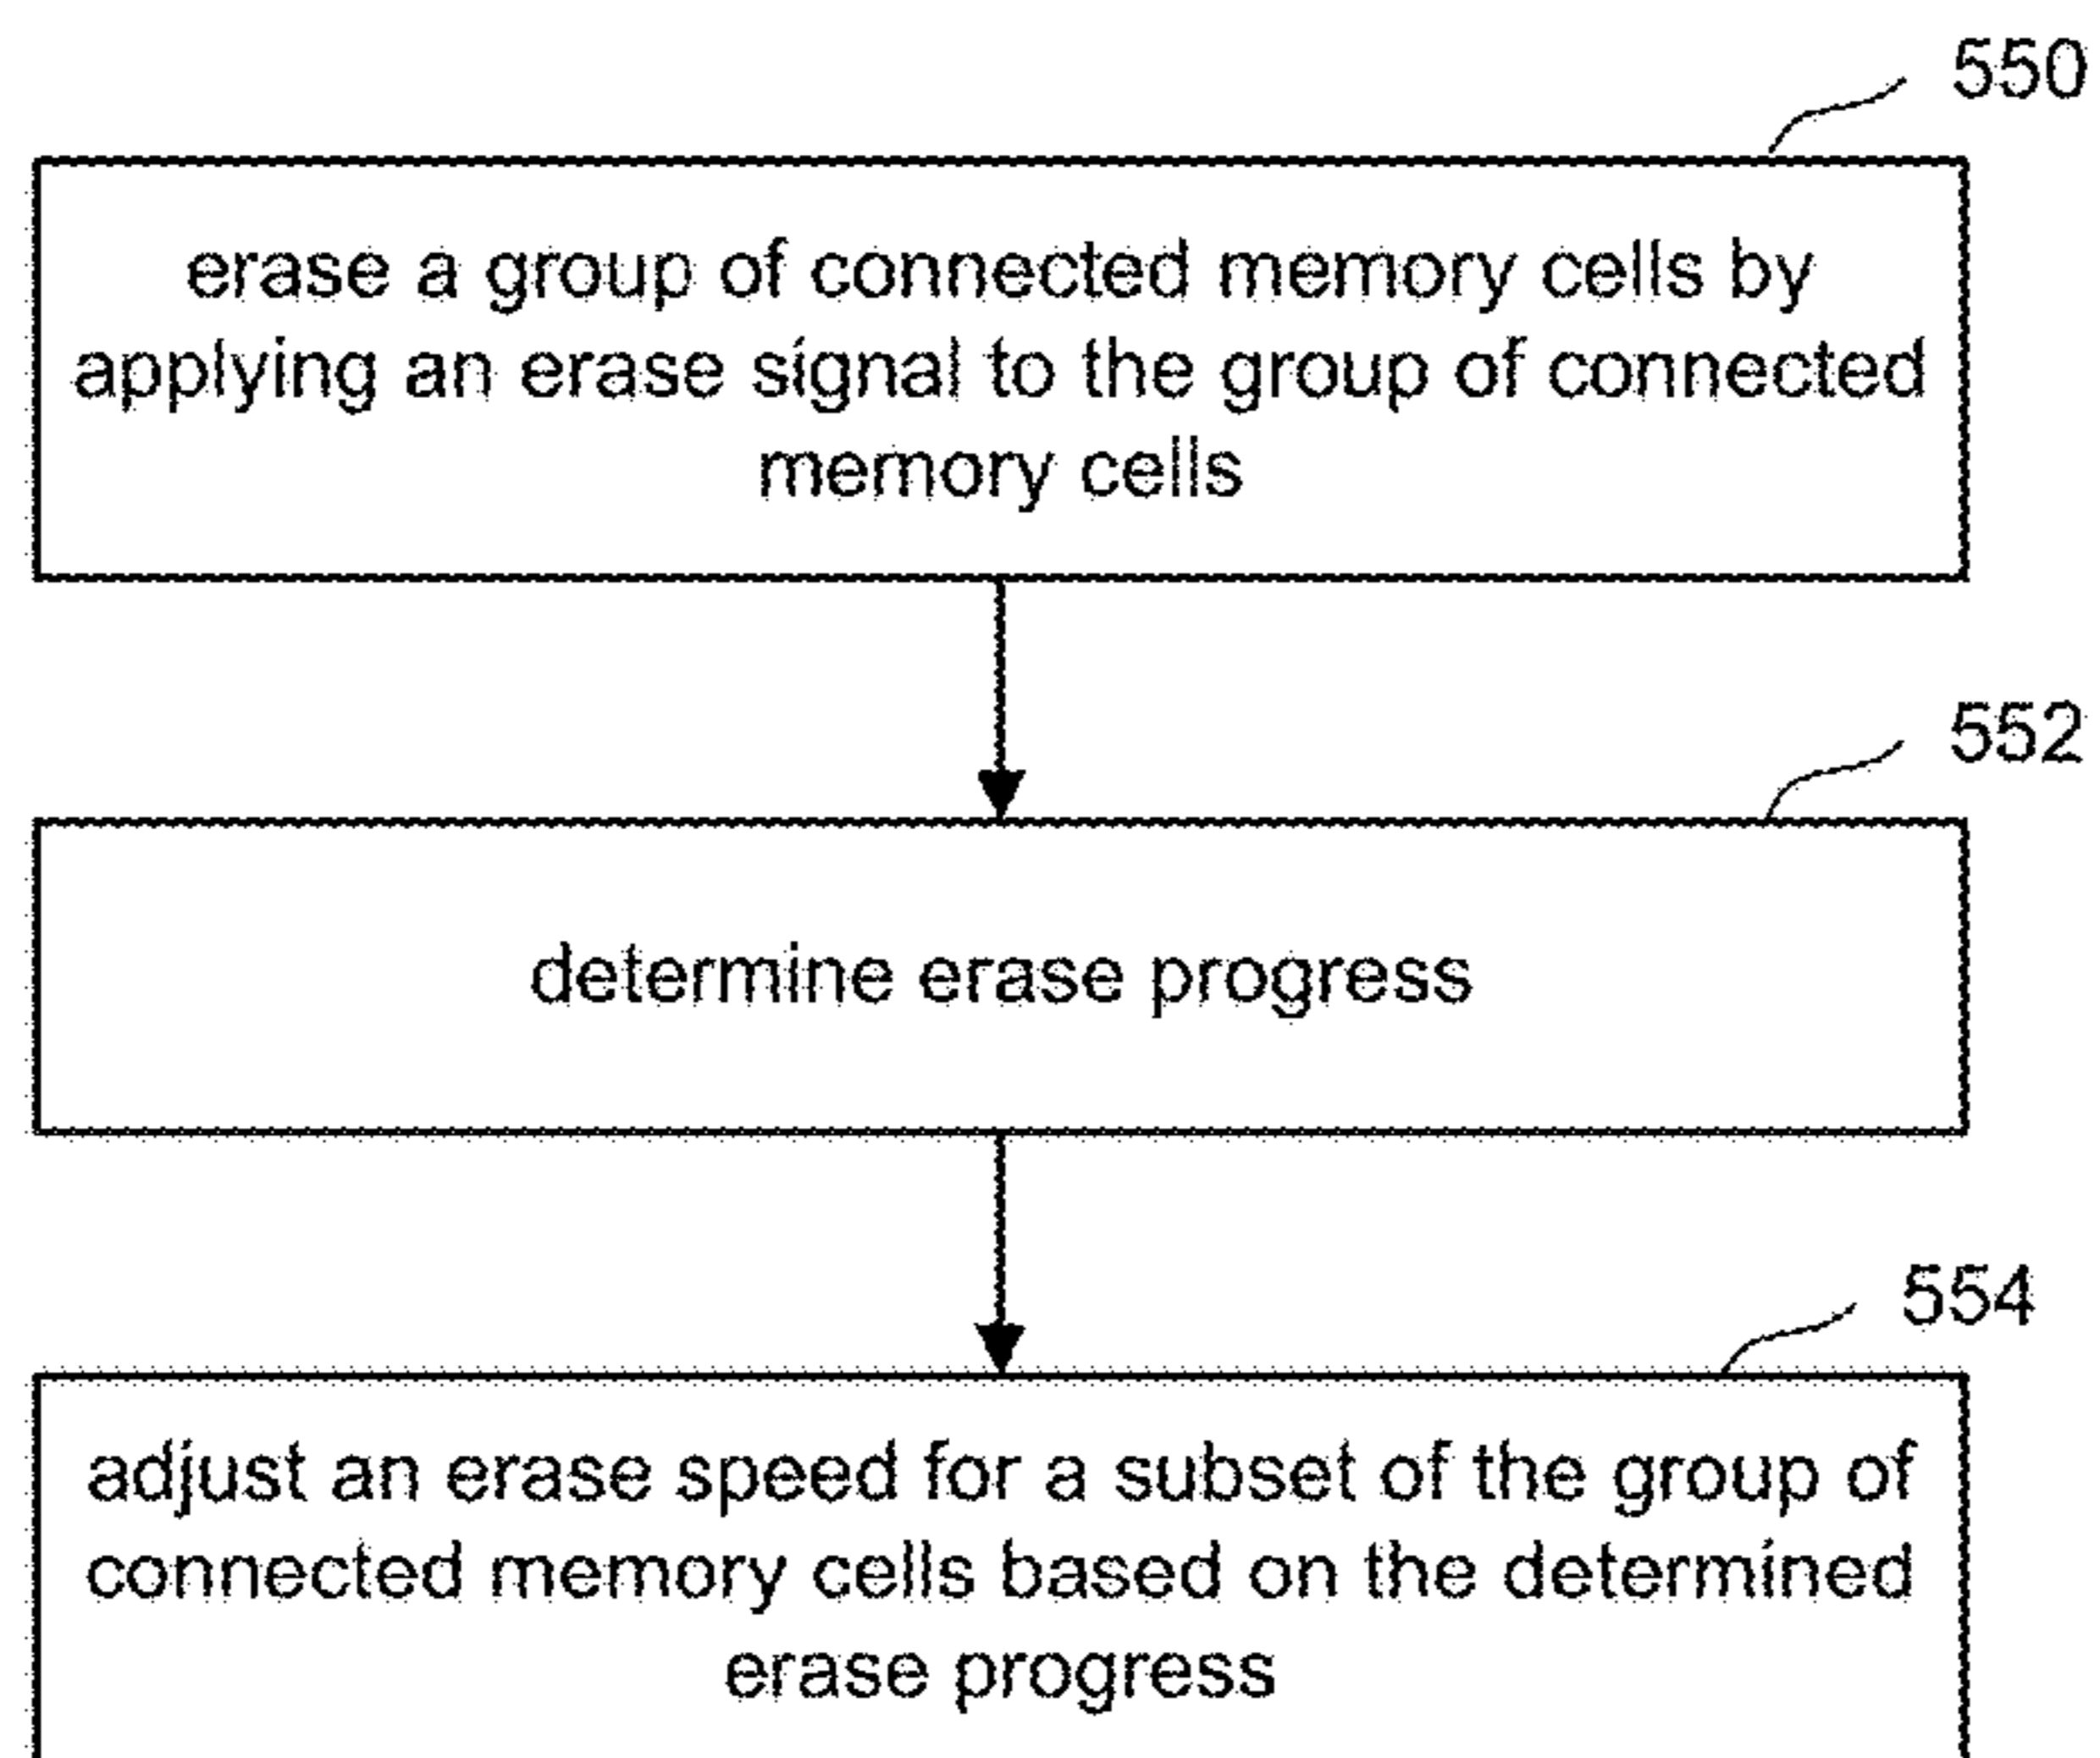 550
erase a group of connected memory cells by
applying an erase signal to the group of connected
memory cells
552
determine erase progress
554
adjust an erase speed for a subset of the group of
connected memory cells based on the determined
erase progress